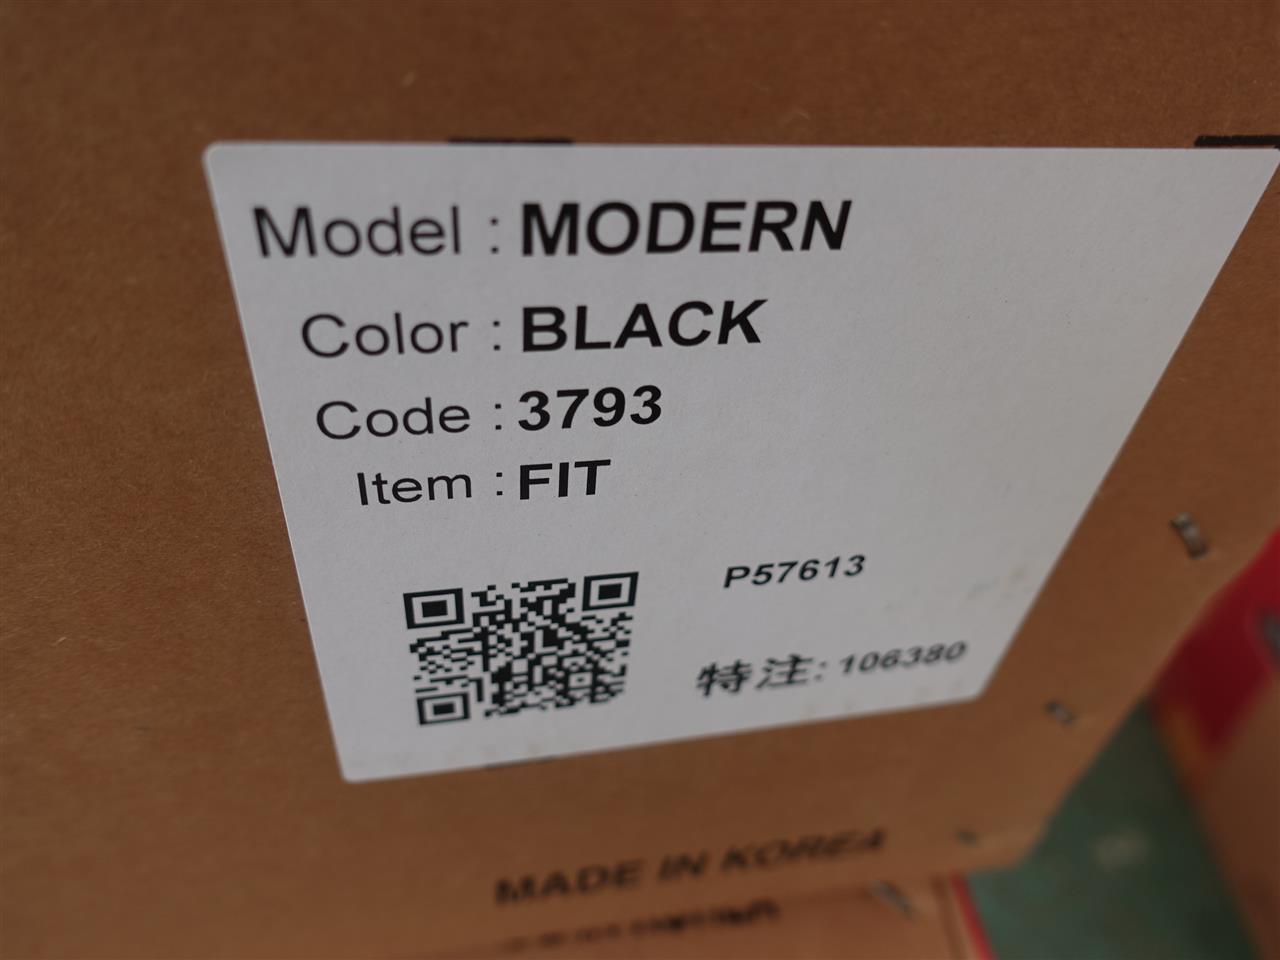 Model : MODERN
Color : BLACK
Code : 3793
Item : FIT
P57613
特注: 106380
MADE IN KOREA